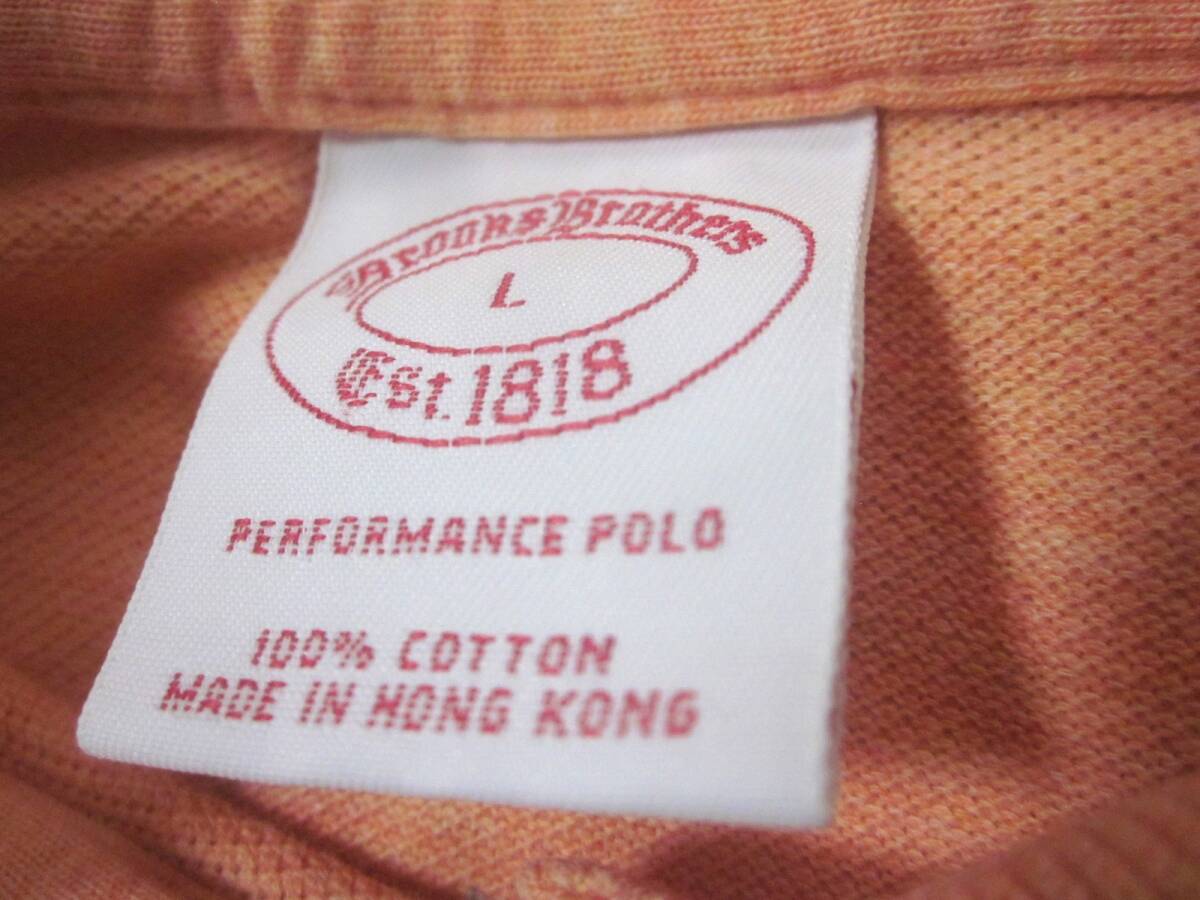 Brooks Brothers
L
Est. 1818
PERFORMANCE POLO
100% COTTON
MADE IN HONG KONG